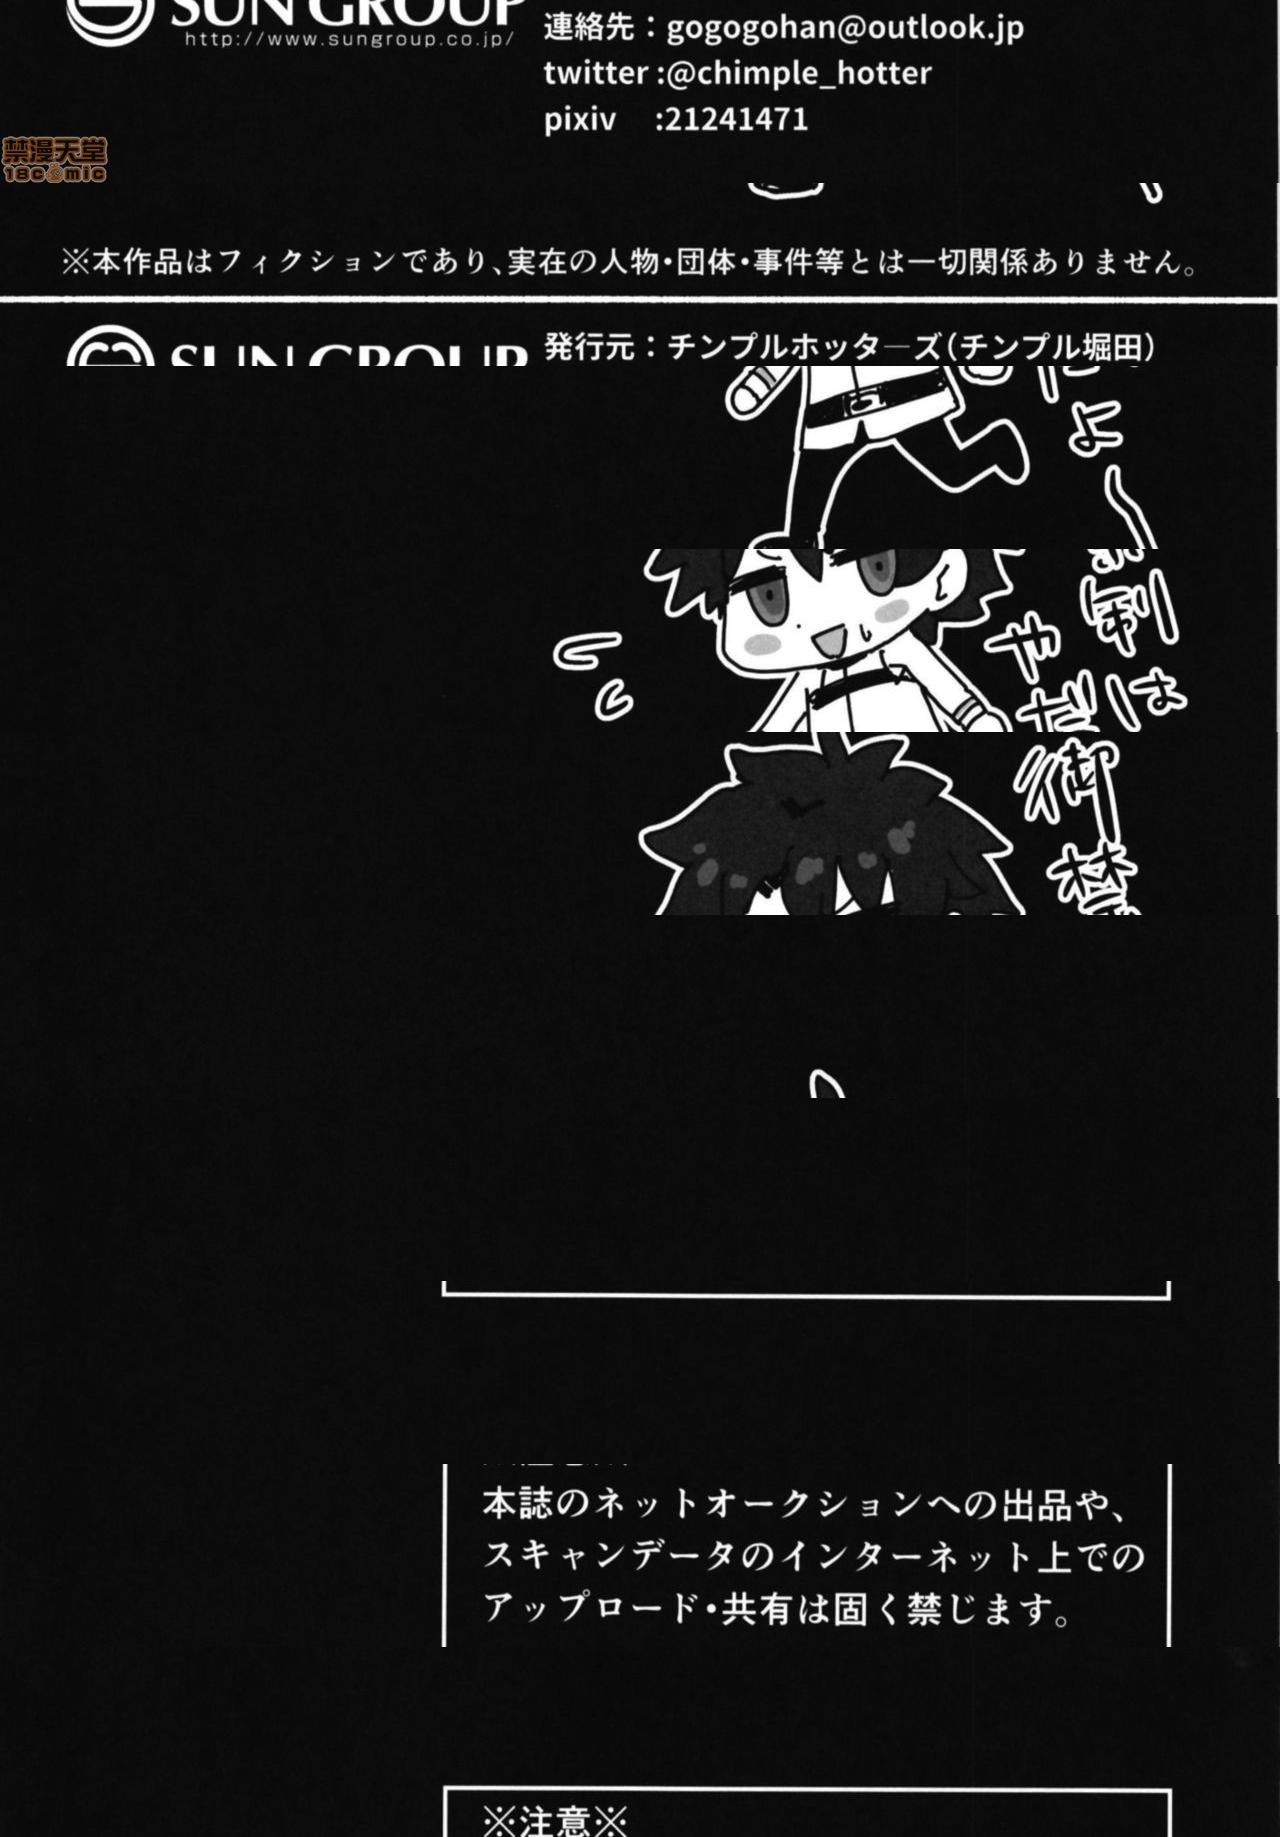 SUN GROUP
http://www.sungroup.co.jp/
連絡先：gogogohan@outlook.jp
twitter :@chimple_hotter
pixiv :21241471
禁漫天堂
18comic
※本作品はフィクションであり、実在の人物・団体・事件等とは一切関係ありません。
SUN GROUP
発行元：チンプルホッターズ（チンプル堀田）
だよ〜
制は
やだ
御
禁
本誌のネットオークションへの出品や、
スキャンデータのインターネット上での
アップロード・共有は固く禁じます。
※注意※